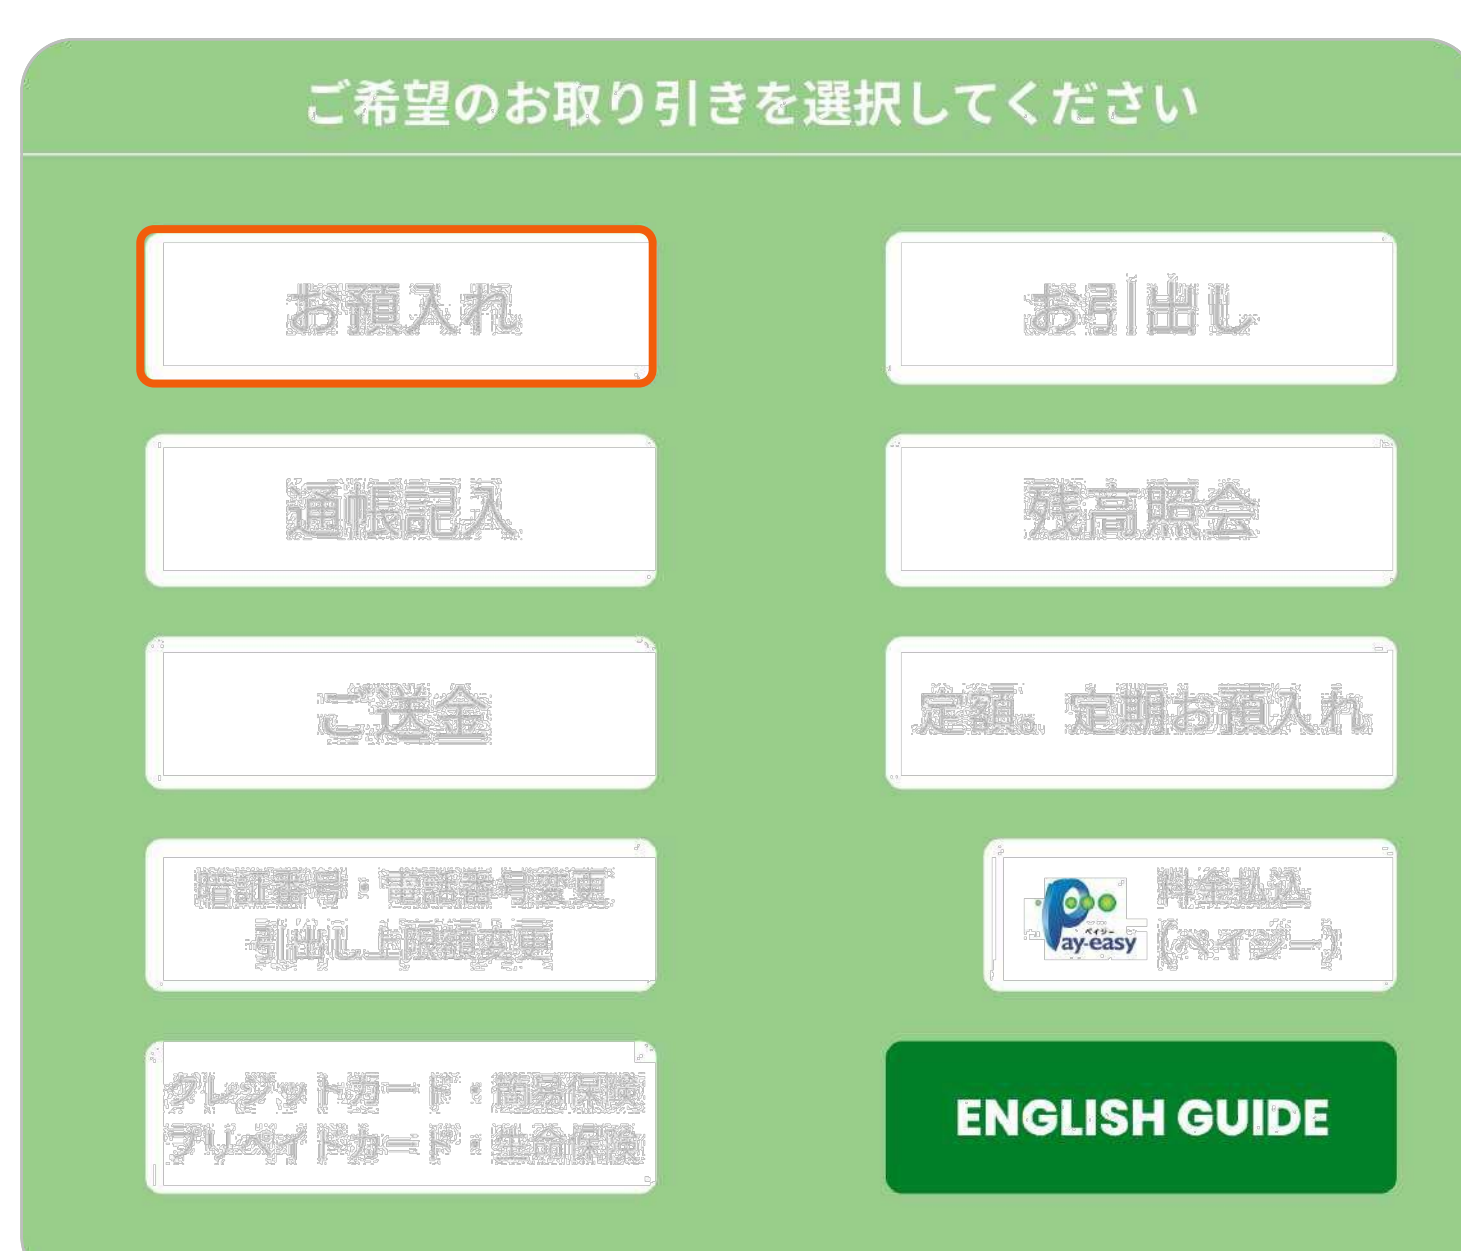 ご希望のお取り引きを選択してください
お預入れ
お引出し
通帳記入
残高照会
ご送金
定額。定期お預入れ
暗証番号・電話番号変更
引出し上限額変更
ペイジー
Pay-easy
料金払込
(ペイジー)
クレジットカード・簡易保険
プリペイドカード・生命保険
ENGLISH GUIDE